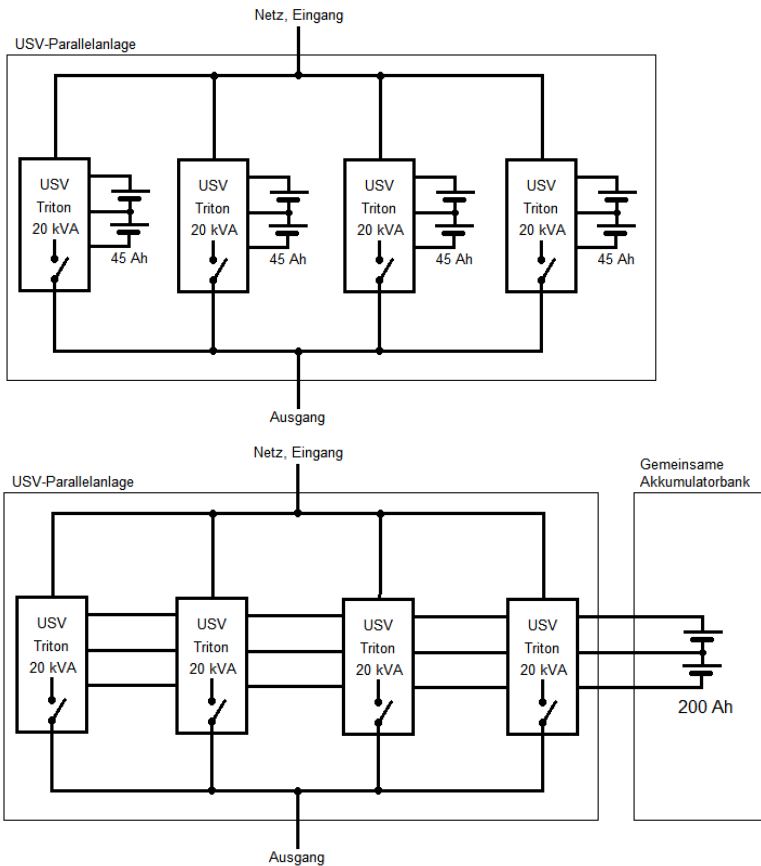 Netz, Eingang
USV-Parallelanlage
USV
Triton
20 kVA
45 Ah
USV
Triton
20 kVA
45 Ah
USV
Triton
20 kVA
45 Ah
USV
Triton
20 kVA
45 Ah
Ausgang
Netz, Eingang
USV-Parallelanlage
Gemeinsame
Akkumulatorbank
USV
Triton
20 kVA
USV
Triton
20 kVA
USV
Triton
20 kVA
USV
Triton
20 kVA
200 Ah
Ausgang